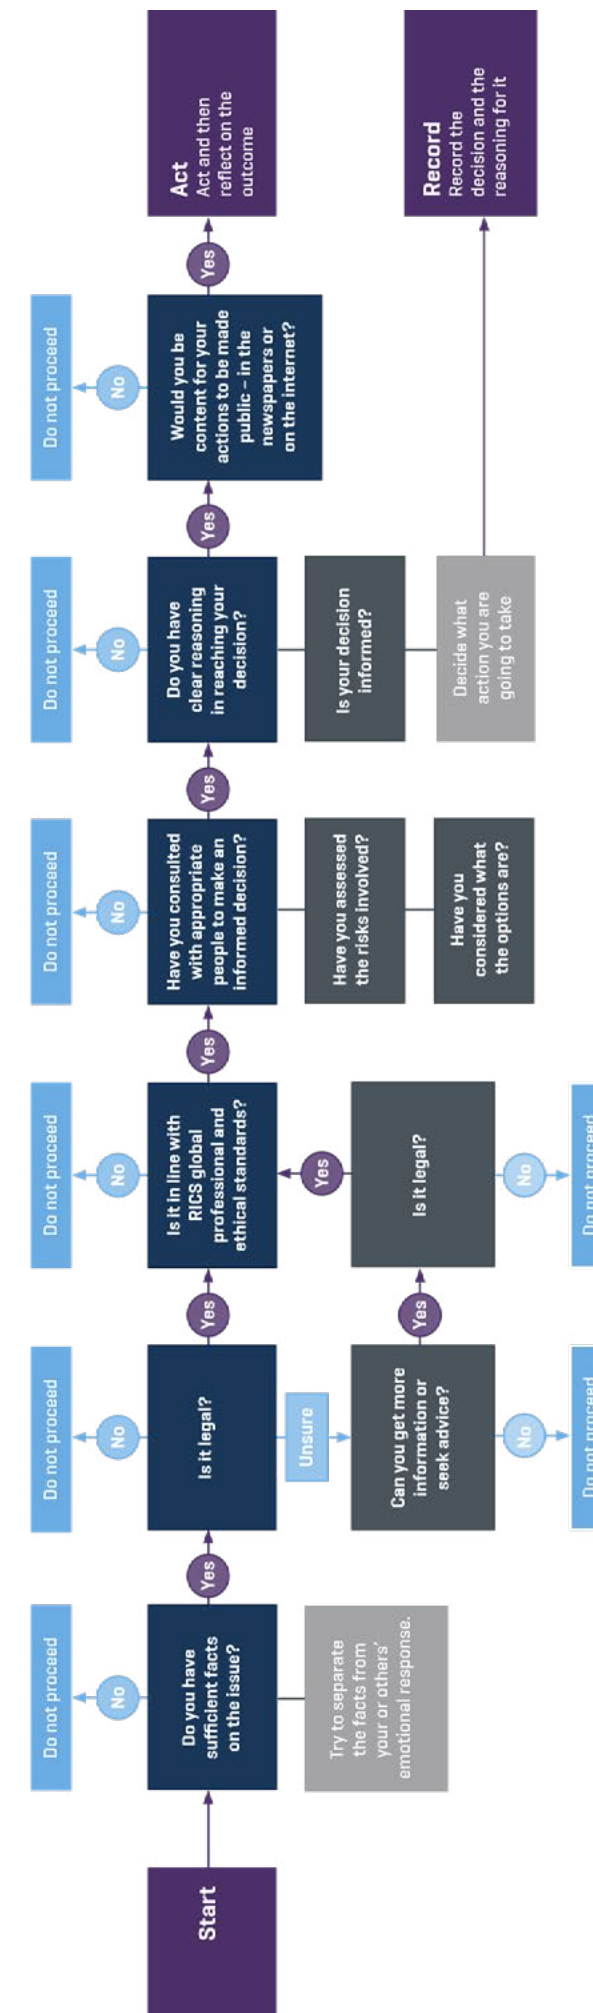 Start
Do not proceed
No
Do you have
sufficient facts
on the issue?
Try to separate
the facts from
your or others'
emotional response.
Yes
Do not proceed
No
Is it legal?
Unsure
Can you get more
information or
seek advice?
No
Do not proceed
Yes
Yes
Do not proceed
No
Is it in line with
RICS global
professional and
ethical standards?
Yes
Is it legal?
No
Do not proceed
Yes
Do not proceed
No
Have you consulted
with appropriate
people to make an
informed decision?
Have you assessed
the risks involved?
Have you
considered what
the options are?
Yes
Do not proceed
No
Do you have
clear reasoning
in reaching your
decision?
Is your decision
informed?
Decide what
action you are
going to take
Yes
Do not proceed
No
Would you be
content for your
actions to be made
public – in the
newspapers or
on the internet?
Yes
Act
Act and then
reflect on the
outcome
Record
Record the
decision and the
reasoning for it